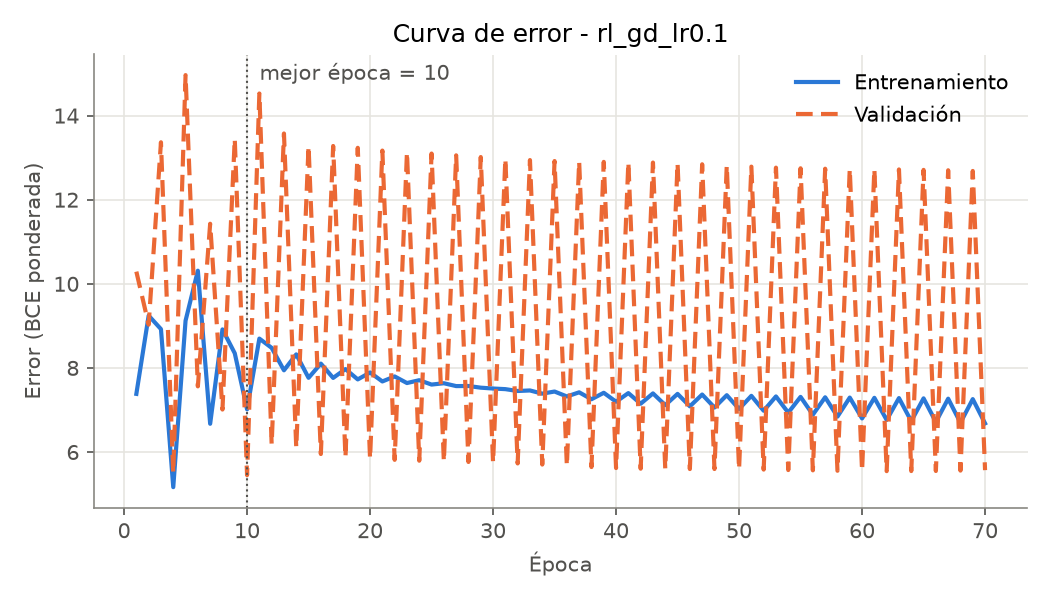 Curva de error - rl_gd_lr0.1
mejor época = 10
Entrenamiento
Validación
Error (BCE ponderada)
14
12
10
8
6
0 10 20 30 40 50 60 70
Época